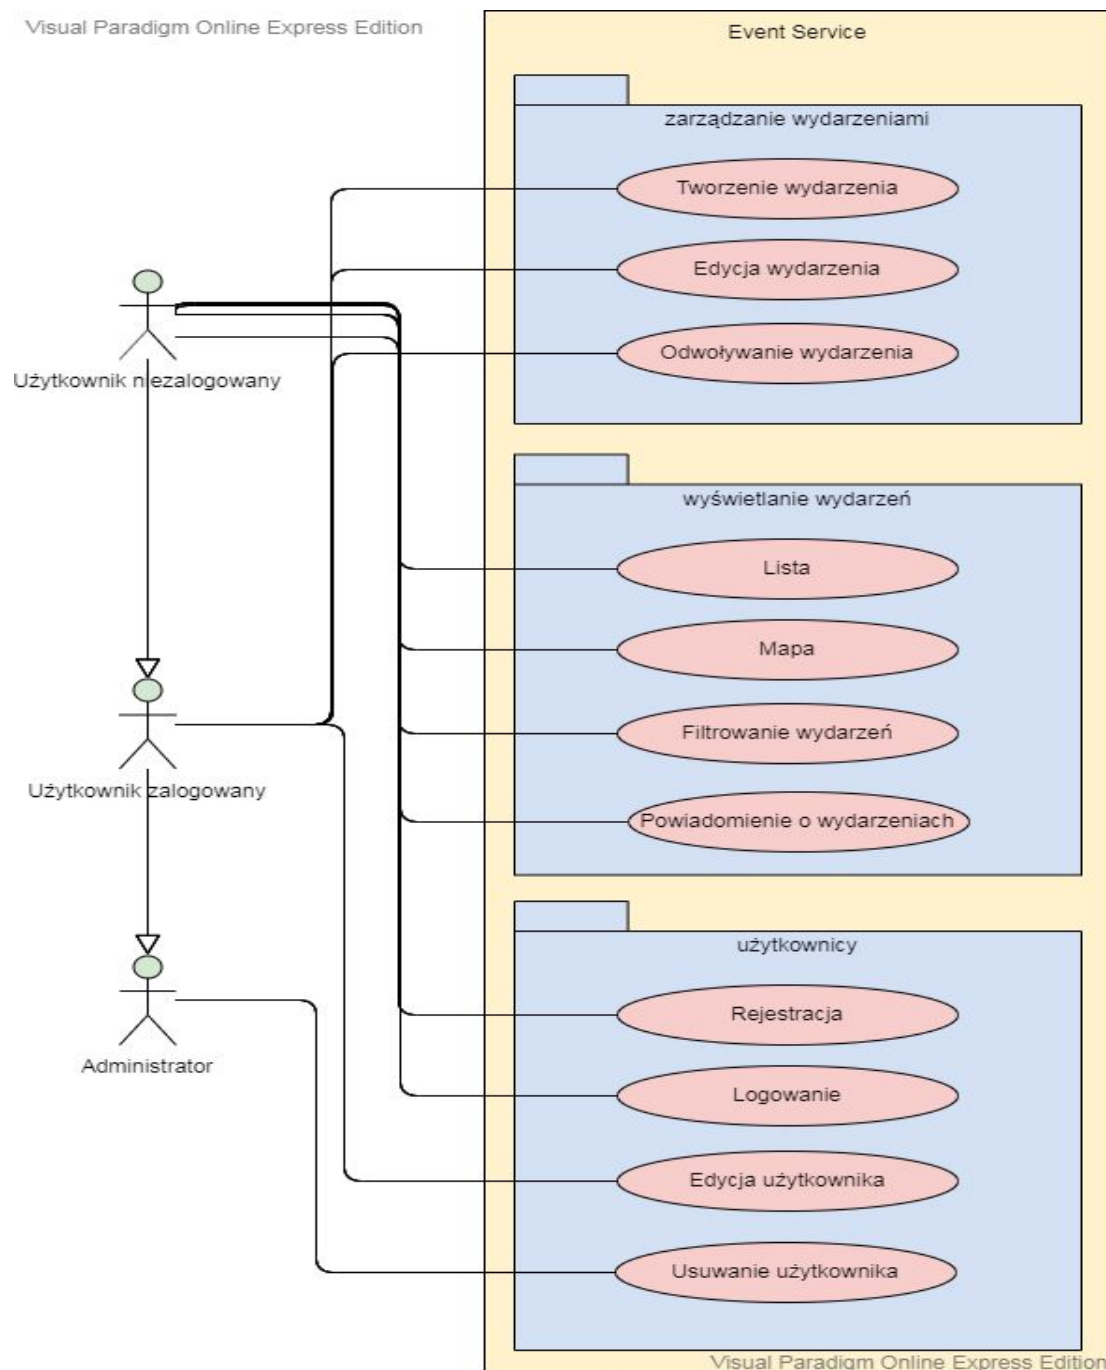 Visual Paradigm Online Express Edition
Event Service
zarządzanie wydarzeniami
Tworzenie wydarzenia
Edycja wydarzenia
Odwoływanie wydarzenia
Użytkownik niezalogowany
wyświetlanie wydarzeń
Lista
Mapa
Filtrowanie wydarzeń
Powiadomienie o wydarzeniach
Użytkownik zalogowany
użytkownicy
Rejestracja
Logowanie
Edycja użytkownika
Usuwanie użytkownika
Administrator
Visual Paradigm Online Express Edition